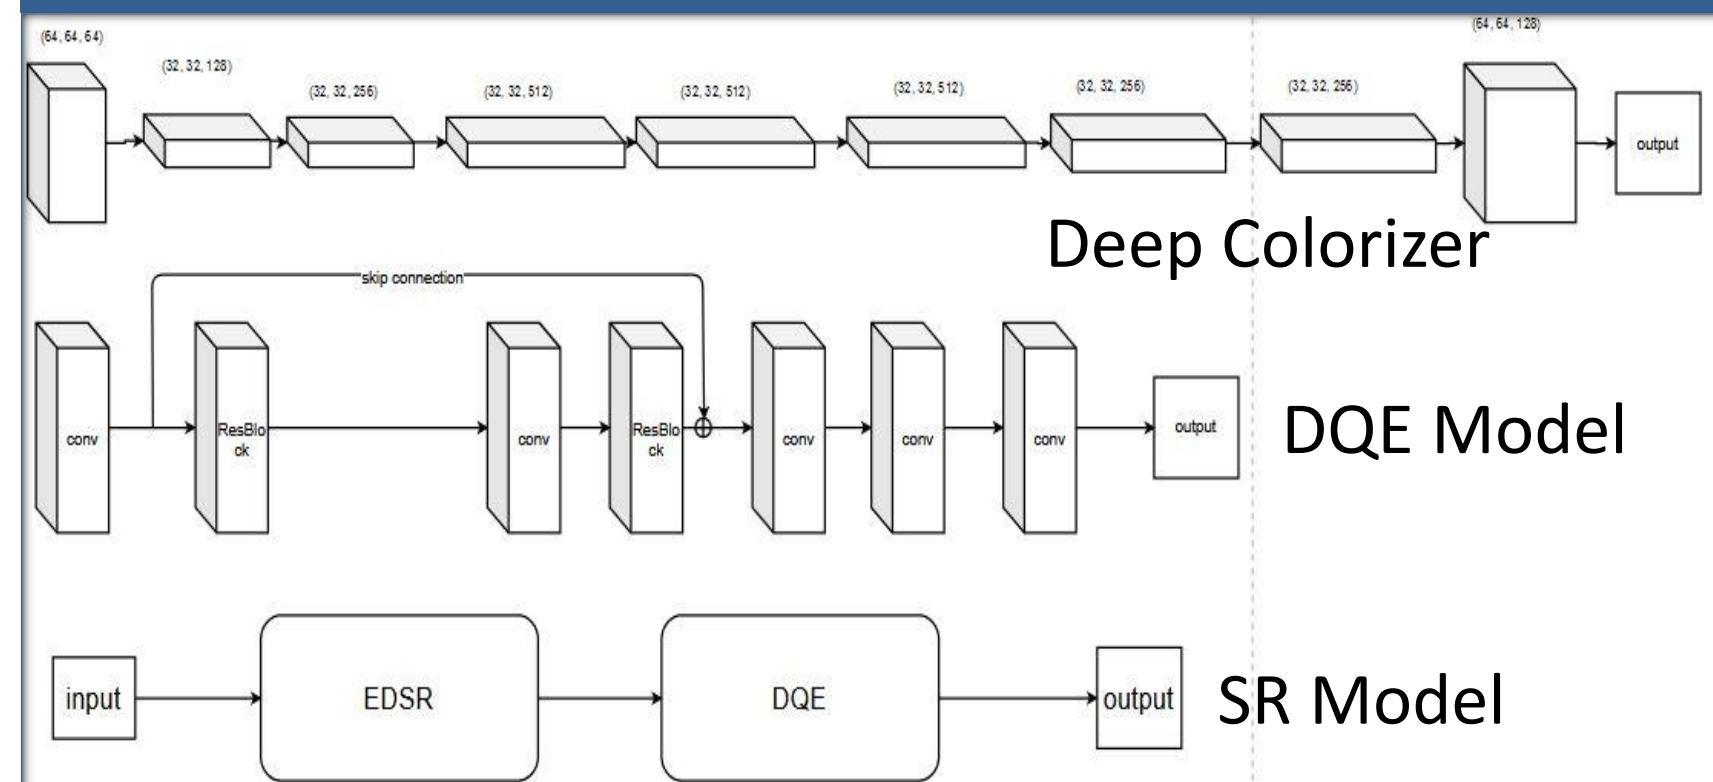 (64, 64, 64)
(32, 32, 128)
(32, 32, 256)
(32, 32, 512)
(32, 32, 512)
(32, 32, 512)
(32, 32, 256)
(32, 32, 256)
(64, 64, 128)
output
Deep Colorizer
skip connection
conv
ResBlo
ck
conv
ResBlo
ck
conv
conv
conv
output
DQE Model
input
EDSR
DQE
output
SR Model